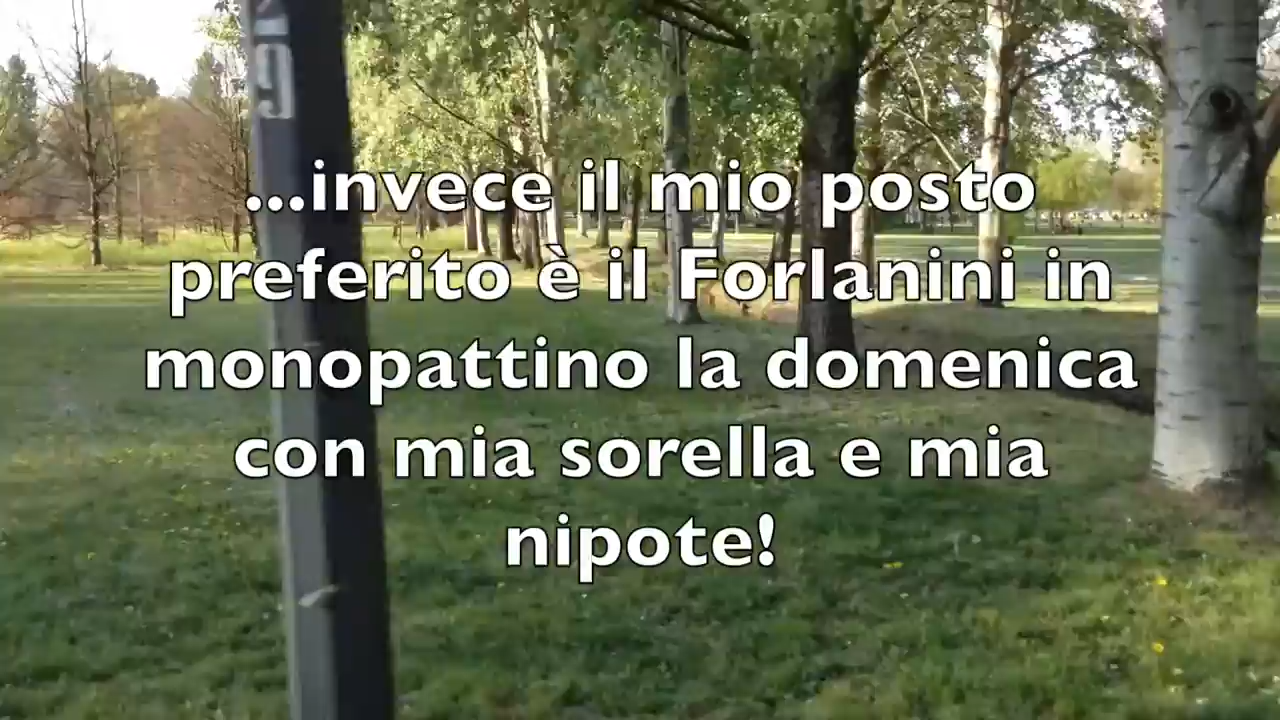 ...invece il mio posto
preferito è il Forlanini in
monopattino la domenica
con mia sorella e mia
nipote!